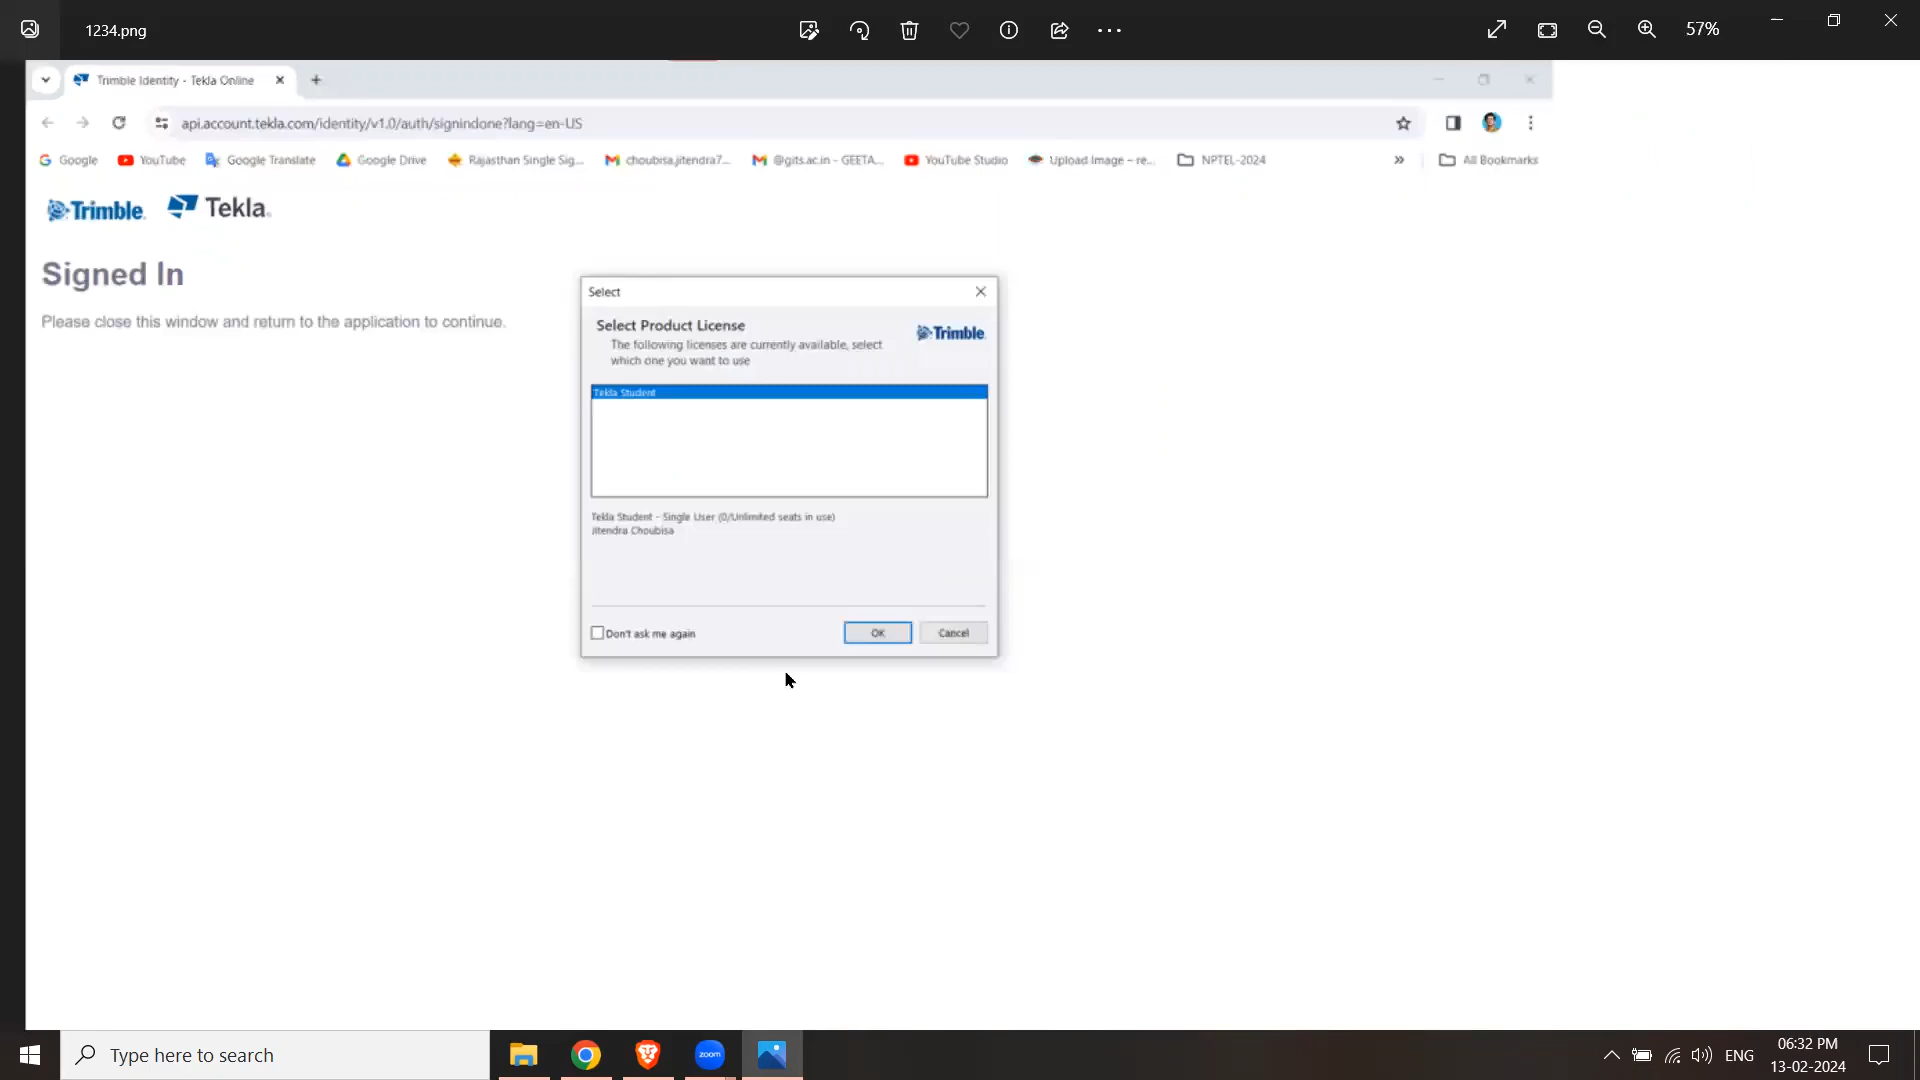 1234.png
57%
Trimble Identity - Tekla Online
api.account.tekla.com/identity/v1.0/auth/signindone?lang=en-US
Google
YouTube
Google Translate
Google Drive
Rajasthan Single Sig...
choubisa.jitendra7...
@gits.ac.in - GEETA...
YouTube Studio
Upload Image – re...
NPTEL-2024
»
All Bookmarks
Trimble
Tekla
Signed In
Please close this window and return to the application to continue.
Select
Select Product License
The following licenses are currently available, select
which one you want to use
Trimble
Tekla Student
Tekla Student - Single User (0/Unlimited seats in use)
Jitendra Choubisa
Don't ask me again
OK
Cancel
Type here to search
zoom
ENG
06:32 PM
13-02-2024